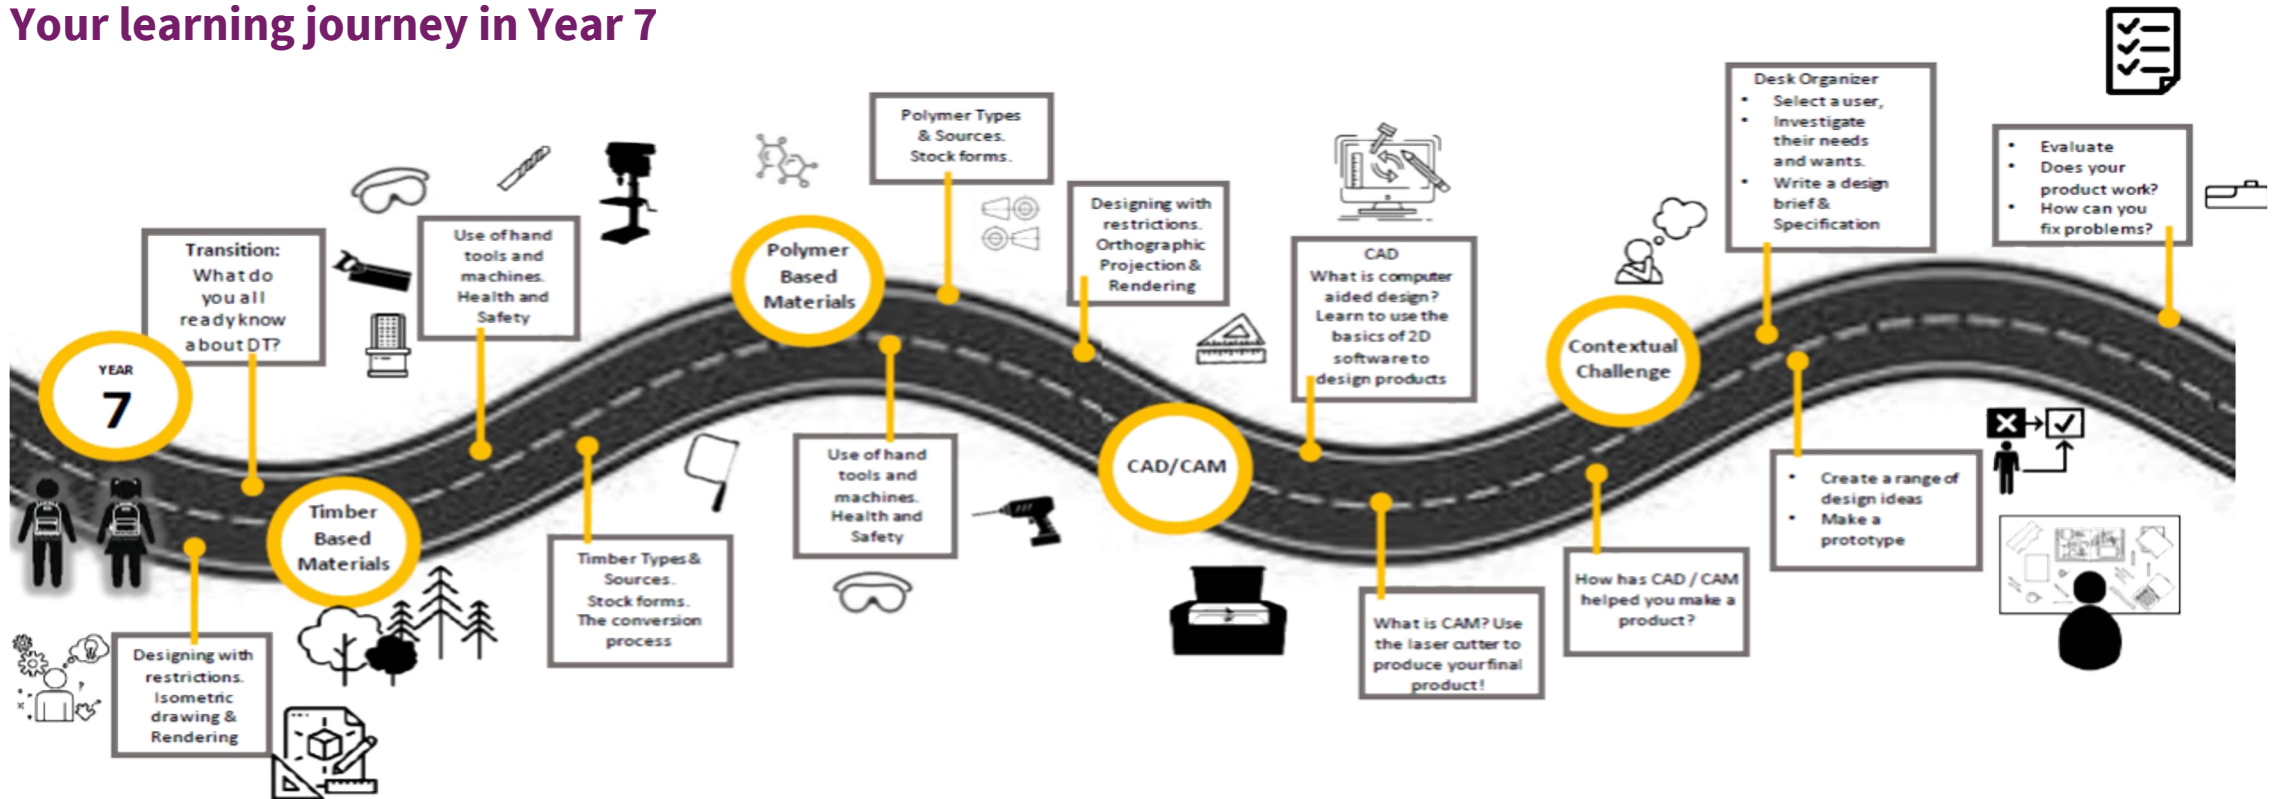 Your learning journey in Year 7
YEAR
7
Transition:
What do
you all
ready know
about DT?
Designing with
restrictions.
Isometric
drawing &
Rendering
Timber
Based
Materials
Use of hand
tools and
machines.
Health and
Safety
Timber Types &
Sources.
Stock forms.
The conversion
process
Polymer
Based
Materials
Polymer Types
& Sources.
Stock forms.
Use of hand
tools and
machines.
Health and
Safety
Designing with
restrictions.
Orthographic
Projection &
Rendering
CAD/CAM
CAD
What is computer
aided design?
Learn to use the
basics of 2D
software to
design products
What is CAM? Use
the laser cutter to
produce your final
product!
How has CAD / CAM
helped you make a
product?
Contextual
Challenge
Desk Organizer
• Select a user,
• Investigate
their needs
and wants.
• Write a design
brief &
Specification
• Create a range of
design ideas
• Make a
prototype
• Evaluate
• Does your
product work?
• How can you
fix problems?